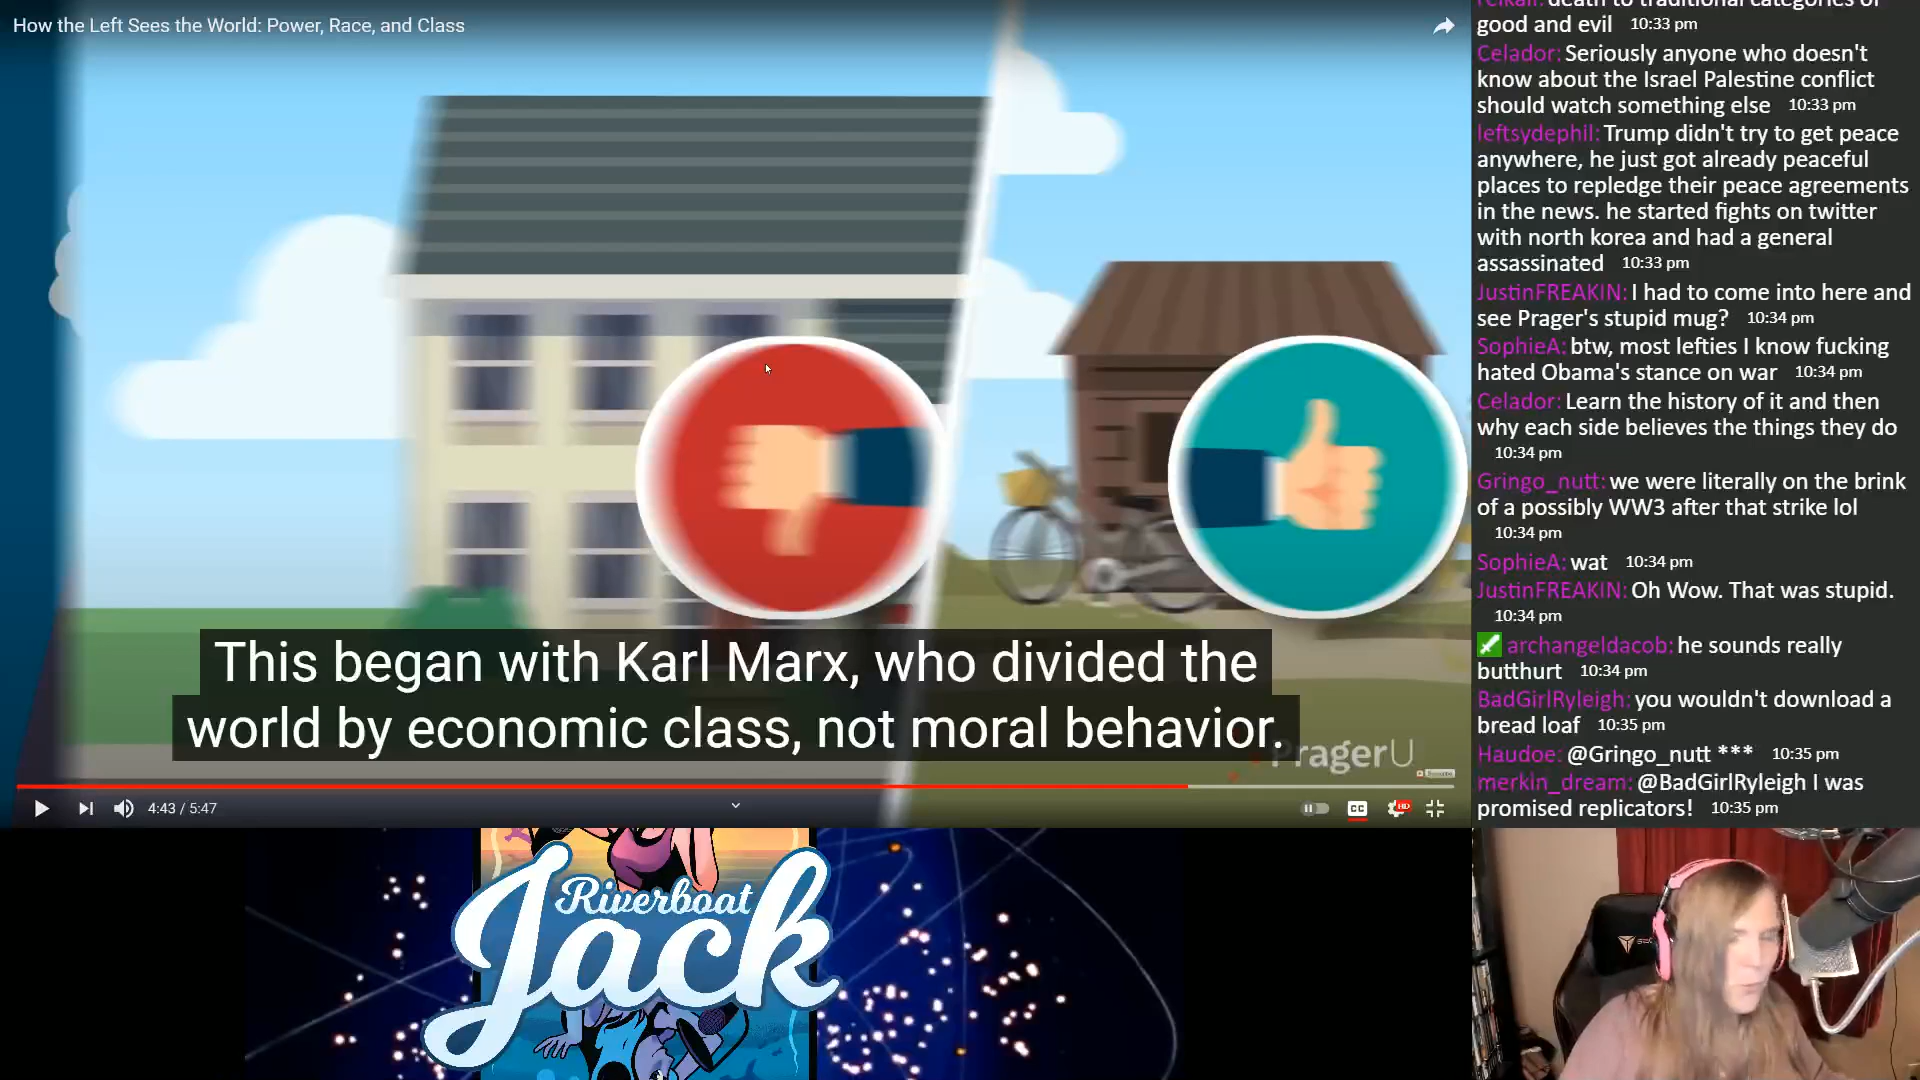 How the Left Sees the World: Power, Race, and Class
This began with Karl Marx, who divided the
world by economic class, not moral behavior.
PragerU
4:43 / 5:47
CC
HD
Riverboat
Jack
death to traditional categories of
good and evil 10:33 pm
Celador: Seriously anyone who doesn't
know about the Israel Palestine conflict
should watch something else 10:33 pm
leftsydephil: Trump didn't try to get peace
anywhere, he just got already peaceful
places to repledge their peace agreements
in the news. he started fights on twitter
with north korea and had a general
assassinated 10:33 pm
JustinFREAKIN: I had to come into here and
see Prager's stupid mug? 10:34 pm
SophieA: btw, most lefties I know fucking
hated Obama's stance on war 10:34 pm
Celador: Learn the history of it and then
why each side believes the things they do
10:34 pm
Gringo_nutt: we were literally on the brink
of a possibly WW3 after that strike lol
10:34 pm
SophieA: wat 10:34 pm
JustinFREAKIN: Oh Wow. That was stupid.
10:34 pm
archangeldacob: he sounds really
butthurt 10:34 pm
BadGirlRyleigh: you wouldn't download a
bread loaf 10:35 pm
Haudoe: @Gringo_nutt *** 10:35 pm
merkln_dream: @BadGirlRyleigh I was
promised replicators! 10:35 pm